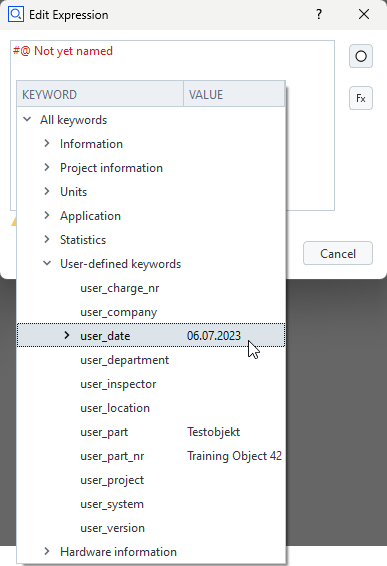 Edit Expression ?
#@ Not yet named
Fx
KEYWORD VALUE
All keywords
Information
Project information
Units
Application
Statistics
User-defined keywords
Cancel
user_charge_nr
user_company
user_date 06.07.2023
user_department
user_inspector
user_location
user_part Testobjekt
user_part_nr Training Object 42
user_project
user_system
user_version
Hardware information